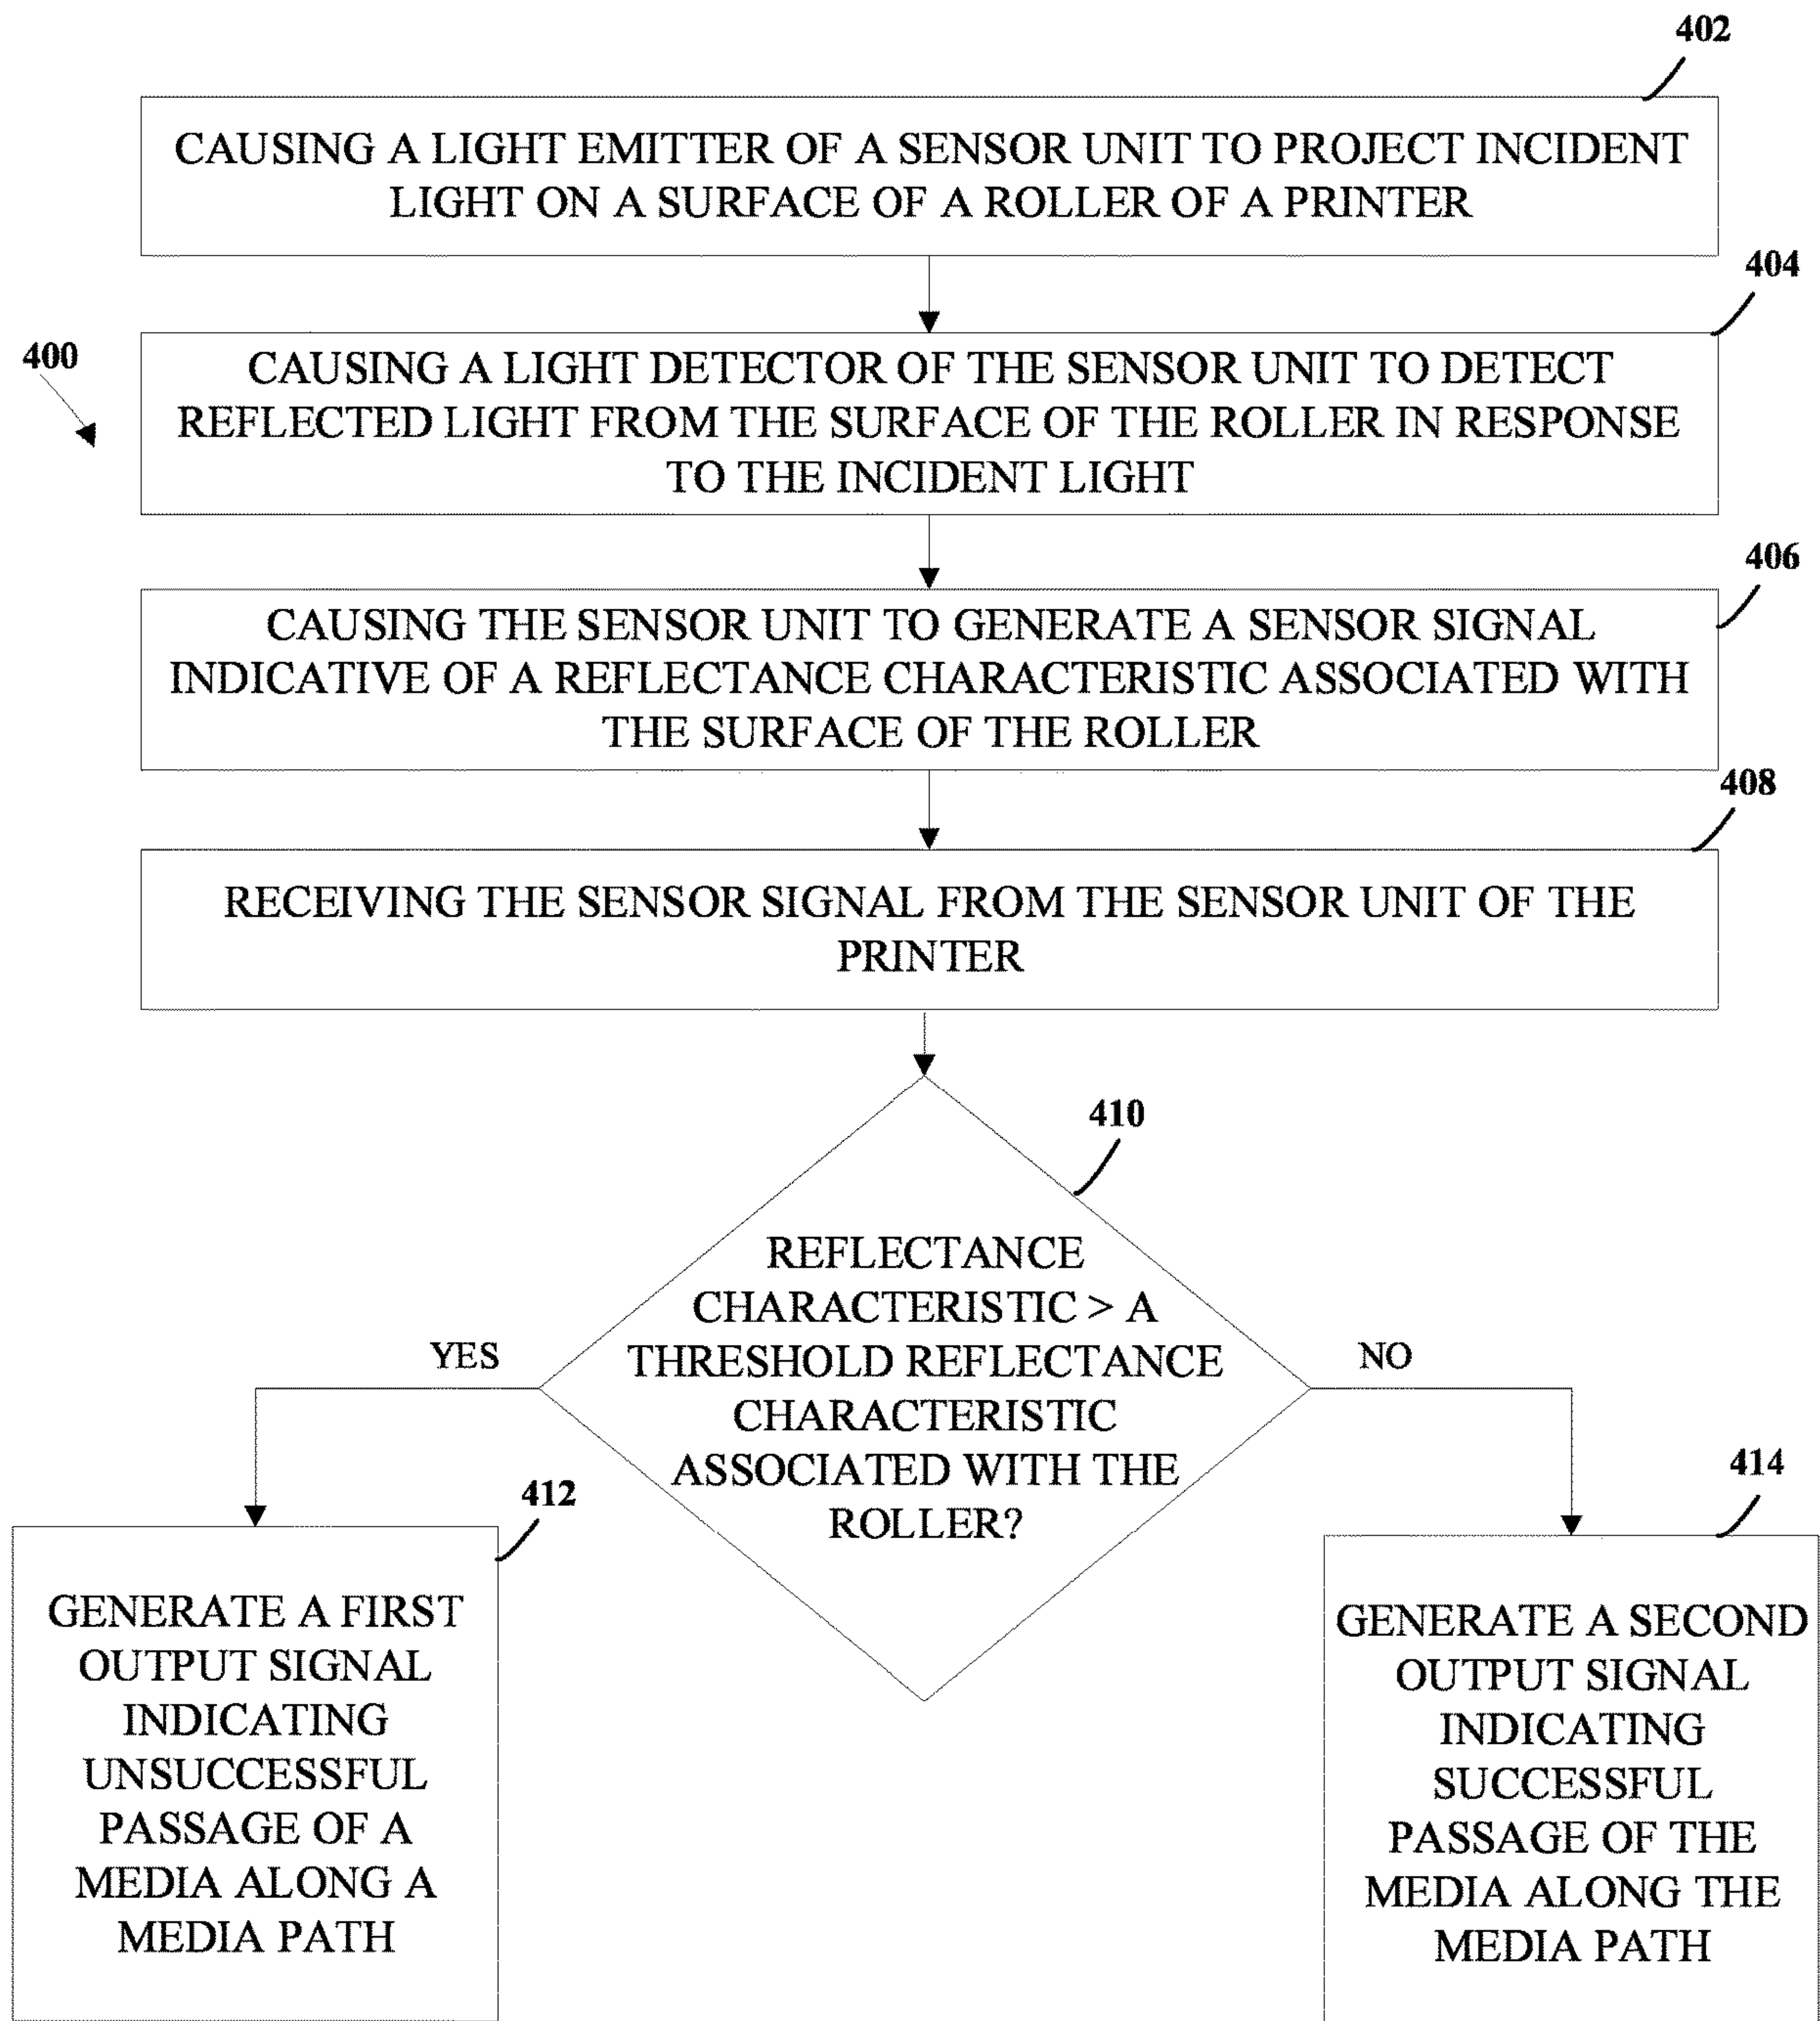 402
CAUSING A LIGHT EMITTER OF A SENSOR UNIT TO PROJECT INCIDENT
LIGHT ON A SURFACE OF A ROLLER OF A PRINTER
404
400
CAUSING A LIGHT DETECTOR OF THE SENSOR UNIT TO DETECT
REFLECTED LIGHT FROM THE SURFACE OF THE ROLLER IN RESPONSE
TO THE INCIDENT LIGHT
406
CAUSING THE SENSOR UNIT TO GENERATE A SENSOR SIGNAL
INDICATIVE OF A REFLECTANCE CHARACTERISTIC ASSOCIATED WITH
THE SURFACE OF THE ROLLER
408
RECEIVING THE SENSOR SIGNAL FROM THE SENSOR UNIT OF THE
PRINTER
410
REFLECTANCE
CHARACTERISTIC > A
THRESHOLD REFLECTANCE
CHARACTERISTIC
ASSOCIATED WITH THE
ROLLER?
YES
NO
412
GENERATE A FIRST
OUTPUT SIGNAL
INDICATING
UNSUCCESSFUL
PASSAGE OF A
MEDIA ALONG A
MEDIA PATH
414
GENERATE A SECOND
OUTPUT SIGNAL
INDICATING
SUCCESSFUL
PASSAGE OF THE
MEDIA ALONG THE
MEDIA PATH